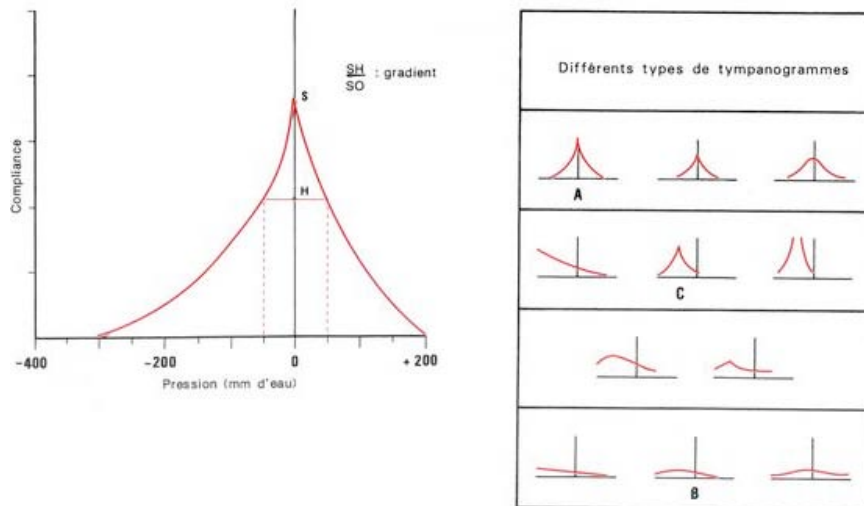 Compliance
S
SH
SO
: gradient
H
-400
-200
0
+200
Pression (mm d'eau)
Différents types de tympanogrammes
A
C
B